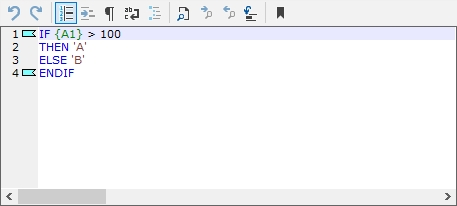 1 IF {A1} > 100
2 THEN 'A'
3 ELSE 'B'
4 ENDIF